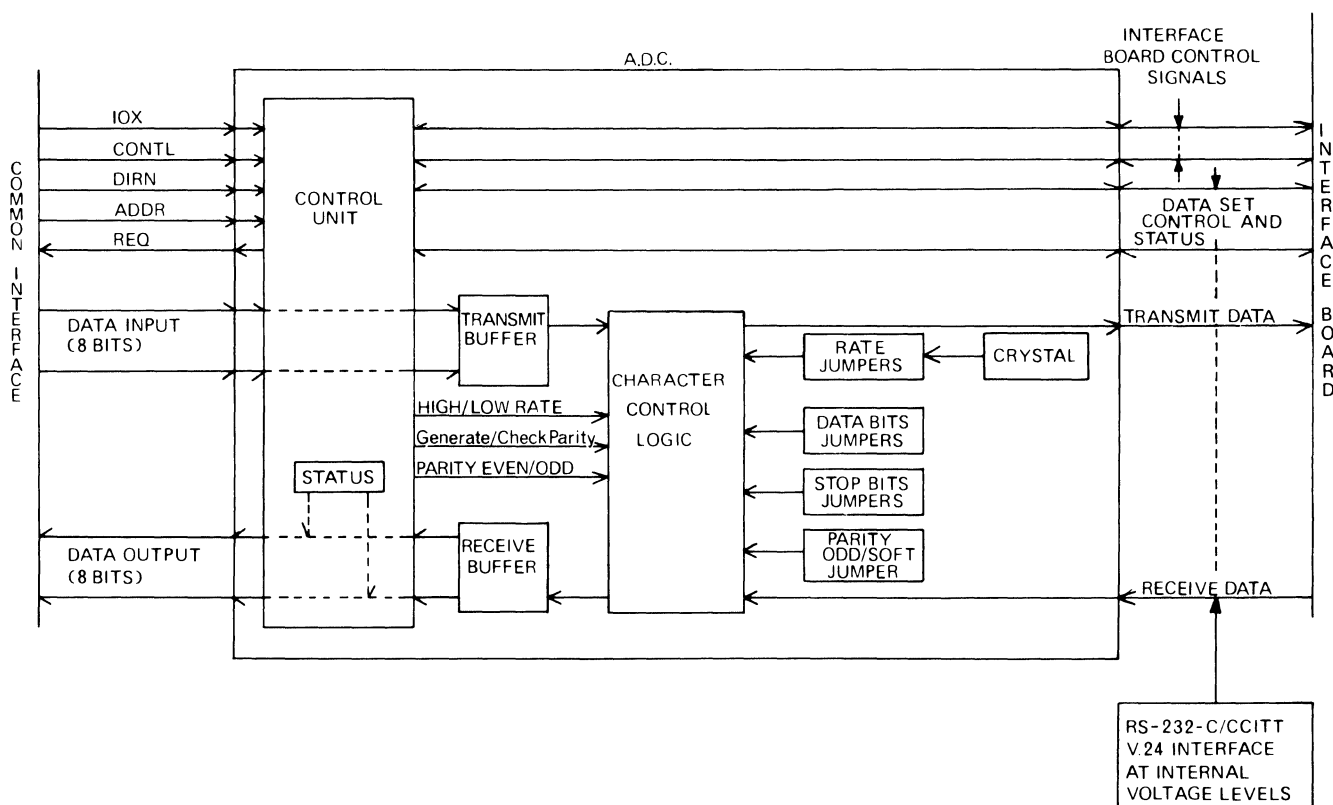 A.D.C.
INTERFACE
BOARD CONTROL
SIGNALS
COMMON INTERFACE
IOX
CONTL
DIRN
ADDR
REQ
DATA INPUT
(8 BITS)
DATA OUTPUT
(8 BITS)
CONTROL
UNIT
STATUS
TRANSMIT
BUFFER
HIGH/LOW RATE
Generate/Check Parity
PARITY EVEN/ODD
RECEIVE
BUFFER
CHARACTER
CONTROL
LOGIC
RATE
JUMPERS
CRYSTAL
DATA BITS
JUMPERS
STOP BITS
JUMPERS
PARITY
ODD/SOFT
JUMPER
DATA SET
CONTROL AND
STATUS
TRANSMIT DATA
RECEIVE DATA
INTERFACE BOARD
RS-232-C/CCITT
V.24 INTERFACE
AT INTERNAL
VOLTAGE LEVELS